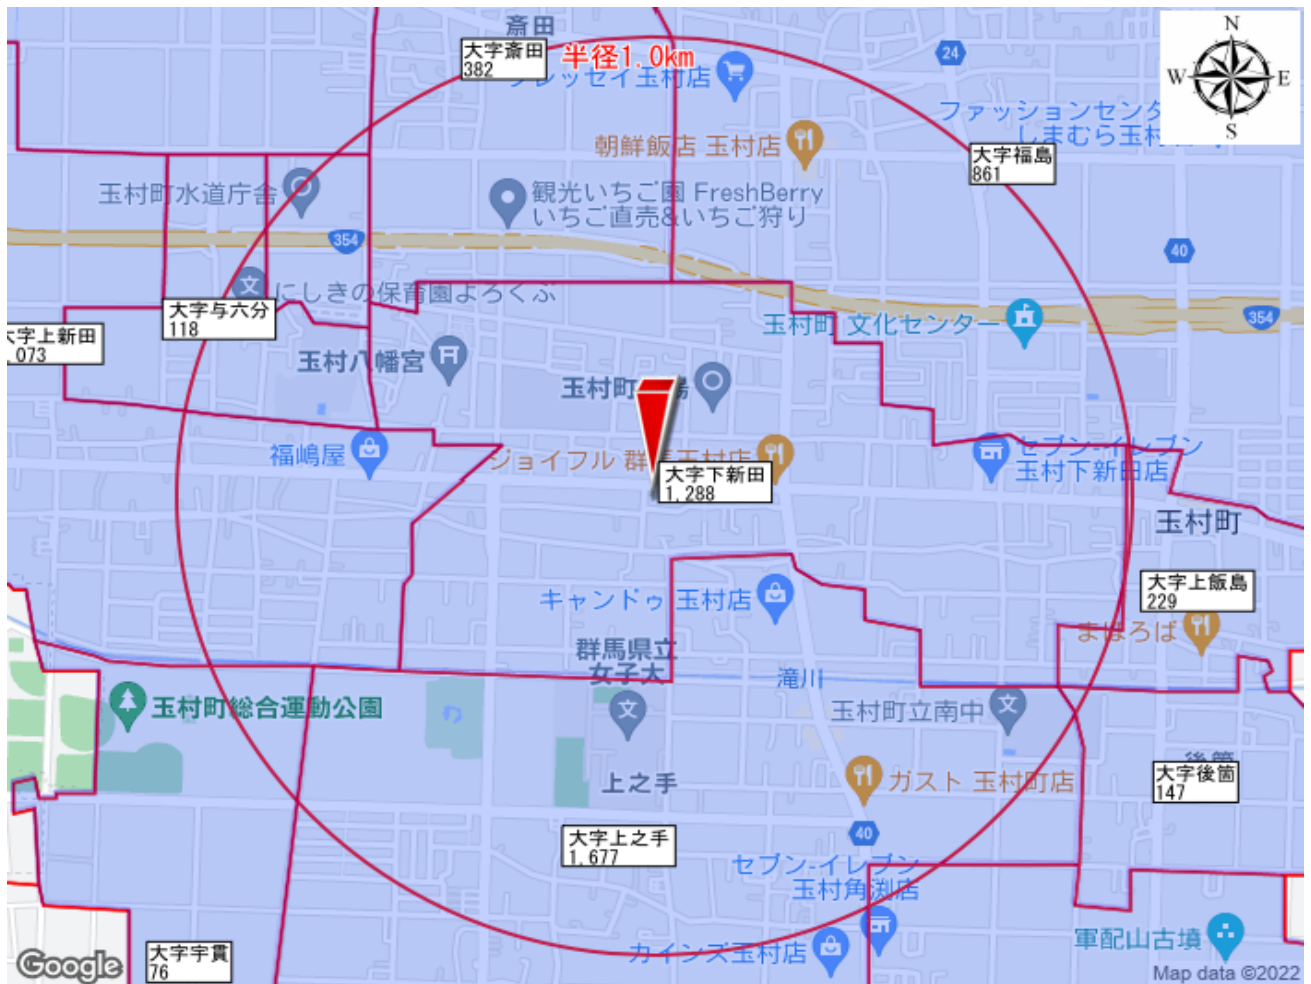 斎田
大字斎田
382
半径1.0km
フレッセイ玉村店
24
N
W
E
S
ファッションセンタ
しまむら玉村
朝鮮飯店 玉村店
大字福島
861
玉村町水道庁舎
観光いちご園 FreshBerry
いちご直売&いちご狩り
354
40
にしきの保育園よろくぶ
大字与六分
118
大字上新田
,073
玉村町 文化センター
354
玉村八幡宮
玉村町
福嶋屋
ジョイフル 群馬玉村店
大字下新田
1,288
セブン-イレブン
玉村下新田店
玉村町
キャンドゥ 玉村店
大字上飯島
229
まほろば
群馬県立
女子大
滝川
玉村町総合運動公園
玉村町立南中
上之手
ガスト 玉村町店
後箇
大字後箇
147
大字上之手
1,677
40
セブン-イレブン
玉村角渕店
大字宇貫
76
カインズ玉村店
軍配山古墳
Google
Map data ©2022